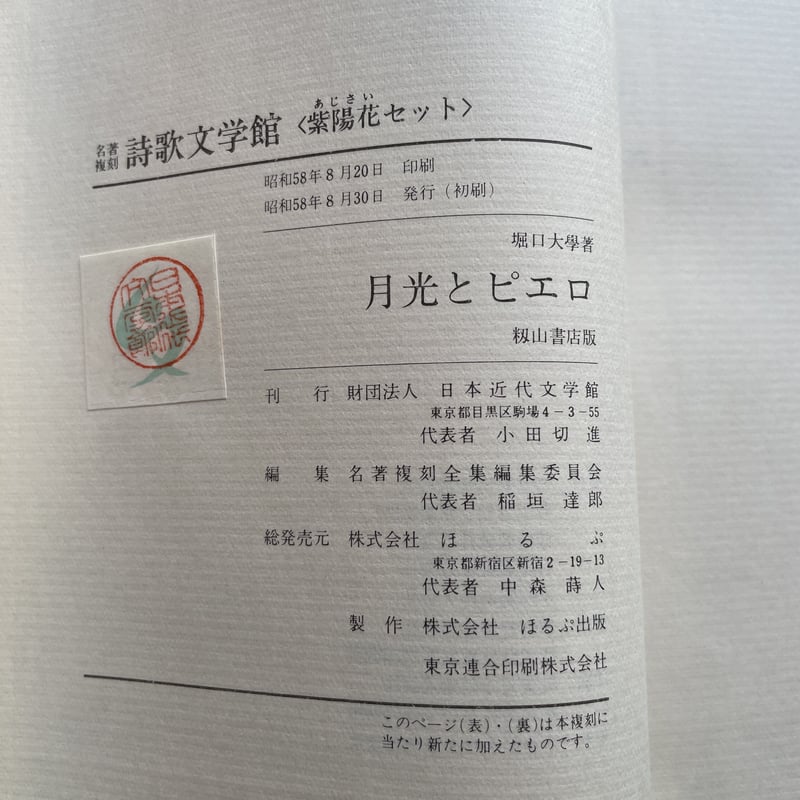 名著複刻 詩歌文学館〈紫陽花セット〉
あじさい
昭和58年8月20日 印刷
昭和58年8月30日 発行（初刷）
堀口大學著
月光とピエロ
籾山書店版
刊行 財団法人 日本近代文学館
東京都目黒区駒場4－3－55
代表者 小田切進
編集 名著複刻全集編集委員会
代表者 稲垣達郎
総発売元 株式会社 ほるぷ
東京都新宿区新宿2－19－13
代表者 中森蒔人
製作 株式会社 ほるぷ出版
東京連合印刷株式会社
このページ（表）・（裏）は本複刻に
当たり新たに加えたものです。